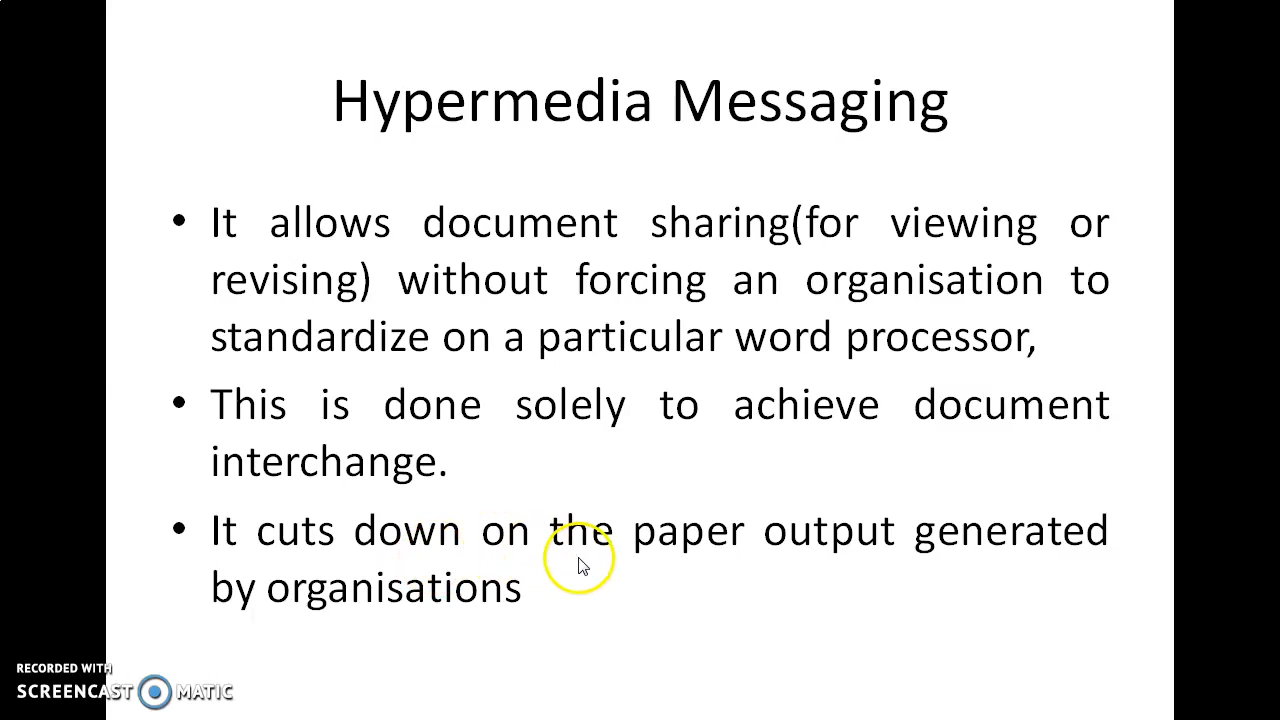 Hypermedia Messaging
• It allows document sharing(for viewing or
revising) without forcing an organisation to
standardize on a particular word processor,
• This is done solely to achieve document
interchange.
• It cuts down on the paper output generated
by organisations
RECORDED WITH
SCREENCAST MATIC